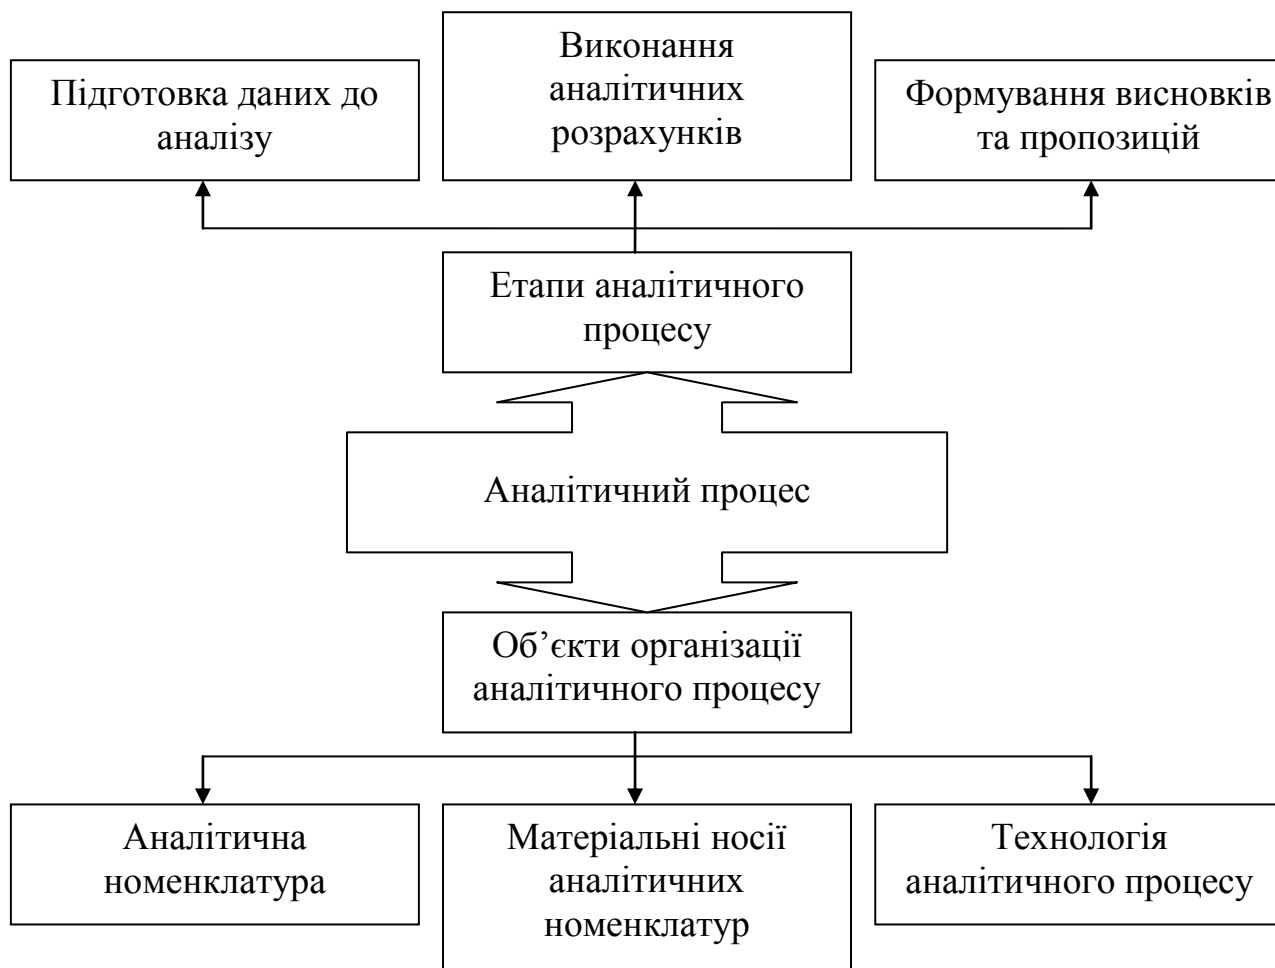 Підготовка даних до
аналізу
Виконання
аналітичних
розрахунків
Формування висновків
та пропозицій
Етапи аналітичного
процесу
Аналітичний процес
Об’єкти організації
аналітичного процесу
Аналітична
номенклатура
Матеріальні носії
аналітичних
номенклатур
Технологія
аналітичного процесу